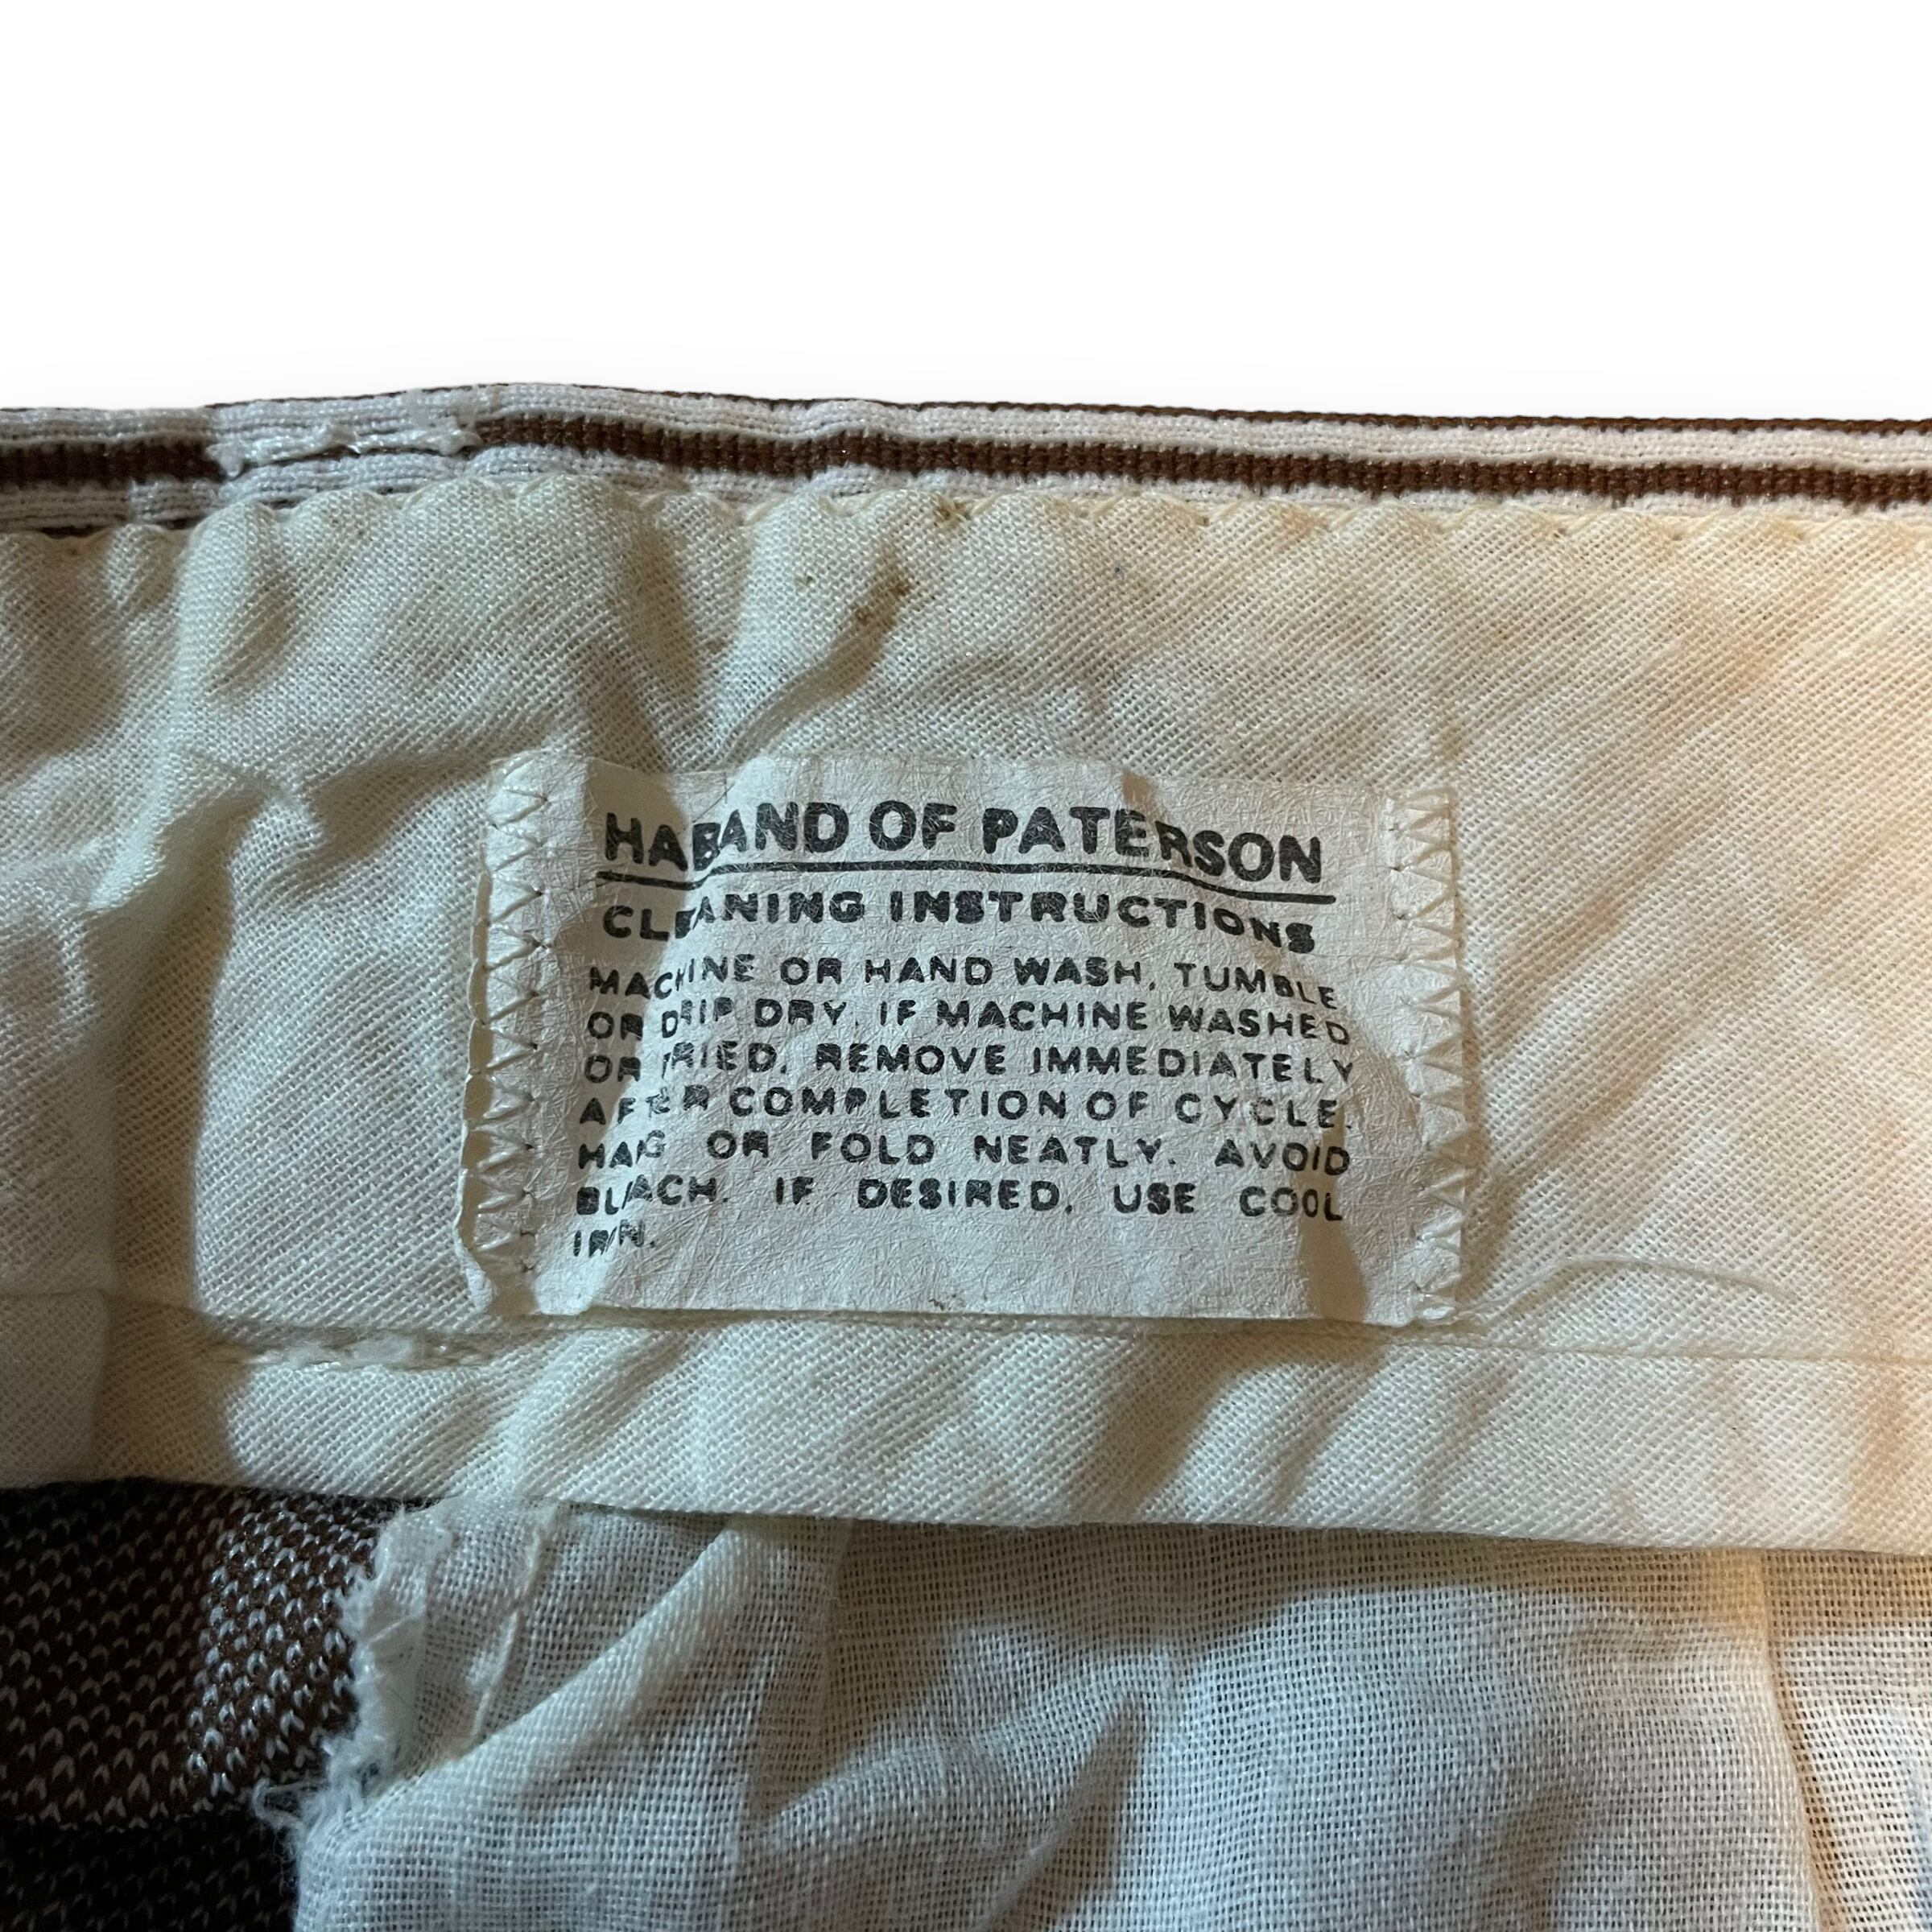 HABAND OF PATERSON
CLEANING INSTRUCTIONS
MACHINE OR HAND WASH, TUMBLE
OR DRIP DRY. IF MACHINE WASHED
OR DRIED, REMOVE IMMEDIATELY
AFTER COMPLETION OF CYCLE.
HANG OR FOLD NEATLY. AVOID
BLEACH. IF DESIRED, USE COOL
IRON.